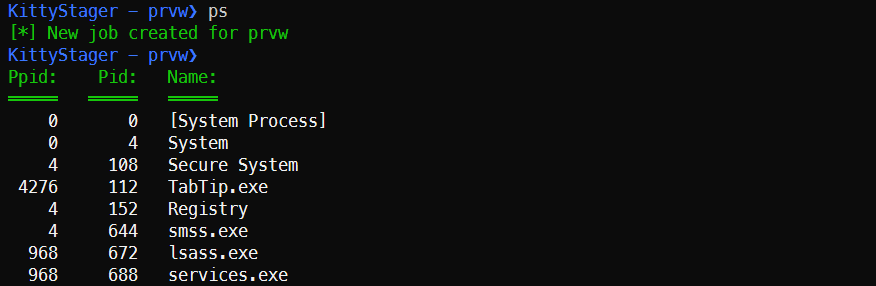 KittyStager – prvw❯ ps
[*] New job created for prvw
KittyStager – prvw❯
Ppid: Pid: Name:
0 0 [System Process]
0 4 System
4 108 Secure System
4276 112 TabTip.exe
4 152 Registry
4 644 smss.exe
968 672 lsass.exe
968 688 services.exe